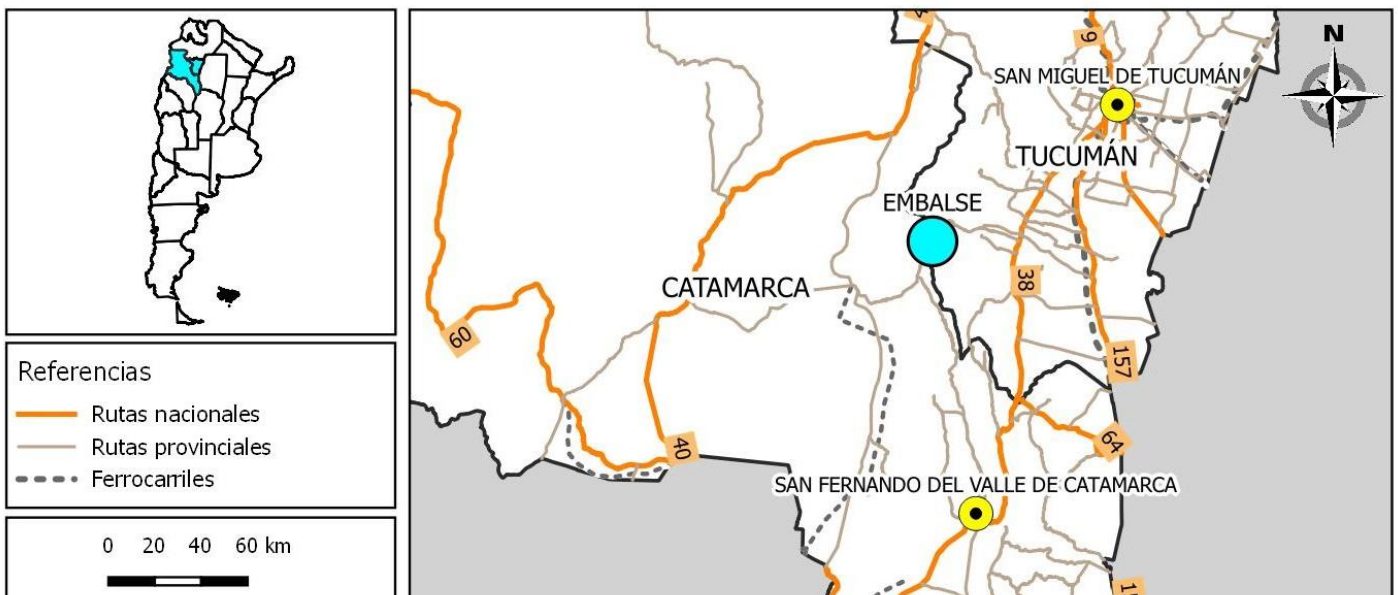 N
9
SAN MIGUEL DE TUCUMÁN
TUCUMÁN
EMBALSE
CATAMARCA
38
60
157
Referencias
Rutas nacionales
Rutas provinciales
Ferrocarriles
40
64
SAN FERNANDO DEL VALLE DE CATAMARCA
0 20 40 60 km